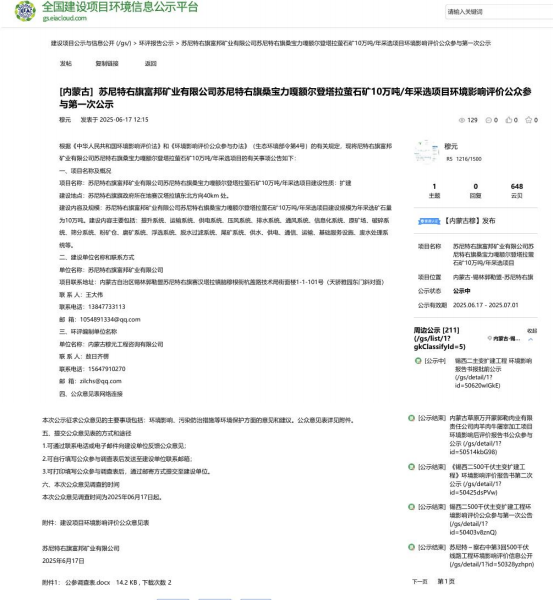 全国建设项目环境信息公示平台
gs.eiacloud.com
请输入关键词
建设项目公示与信息公开 (/gs/) > 环评报告公示 > 苏尼特右旗富邦矿业有限公司苏尼特右旗桑宝力嘎额尔登塔拉萤石矿10万吨/年采选项目环境影响评价公众参与第一次公示
发帖 复制链接 返回
[内蒙古] 苏尼特右旗富邦矿业有限公司苏尼特右旗桑宝力嘎额尔登塔拉萤石矿10万吨/年采选项目环境影响评价公众参
与第一次公示
穆元 发表于 2025-06-17 12:15
129 0 0 0
根据《中华人民共和国环境影响评价法》和《环境影响评价公众参与办法》（生态环境部令第4号）的有关规定，现将尼特右旗富邦
矿业有限公司苏尼特右旗桑宝力嘎额尔登塔拉萤石矿10万吨/年采选项目的有关事项公告如下：
一、项目名称及概况
项目名称：苏尼特右旗富邦矿业有限公司苏尼特右旗桑宝力嘎额尔登塔拉萤石矿10万吨/年采选项目建设性质：扩建
建设地点：苏尼特右旗旗政府所在地赛汉塔拉镇东北方向40km 处。
建设内容及规模：苏尼特右旗富邦矿业有限公司苏尼特右旗桑宝力嘎额尔登塔拉萤石矿10万吨/年采选项目建设规模为年采选矿石量
为10万吨。建设内容主要包括：提升系统、运输系统、供电系统、压风系统、排水系统、通风系统、信息化系统、原矿场、破碎系
统、筛分系统、粉矿仓、磨矿系统、浮选系统、脱水过滤系统、尾矿系统、供水、供电、通信、运输、基础服务设施、废水处理系
统等。
二、建设单位名称和联系方式
单位名称：苏尼特右旗富邦矿业有限公司
项目联系地址：内蒙古自治区锡林郭勒盟苏尼特右旗赛汉塔拉镇
联 系 人：王大伟
联系电话：13847733113
邮 箱：1054891334@qq.com
三、环评编制单位名称
单位名称：内蒙古穆元工程咨询有限公司
联 系 人：敖日齐楞
联系电话：15647910270
邮 箱：zilchs@qq.com
四、公众意见表网络连接
本次公示征求公众意见的主要事项包括：环境影响、污染防治措施等环境保护方面的意见和建议。公众意见表详见附件。
五、提交公众意见表的方式和途径
1.可通过联系电话或电子邮件向建设单位反馈公众意见；
2.可自行填写公众参与调查表后发送至建设单位联系邮箱；
3.可打印填写公众参与调查表后，通过邮寄方式提交至建设单位。
六、本次公众意见调查的时间
本次公众意见调查时间为2025年06月17日起。
附件：建设项目环境影响评价公众意见表
苏尼特右旗富邦矿业有限公司
2025年6月17日
附件1： 公参调查表.docx 14.2 KB，下载次数 2
穆元
R5 1216/1500
1 0 648
主题 回复 云贝
【内蒙古穆】发布
项目名称 苏尼特右旗富邦矿业有限公司苏尼特右旗桑宝力嘎额尔登塔拉萤石矿10万吨/年采选项目
项目位置 内蒙古-锡林郭勒盟-苏尼特右旗
公示状态 公示中
公示有效期 2025.06.17 - 2025.07.01
周边公示 [211]
(/gs/list/1?
gkClassifyId=5)
内蒙古-锡...
收起
[公示中] 锡西二主变扩建工程 环境影响
报告书报批前公示
(/gs/detail/1?
id=50620wlGkE)
[公示结束] 内蒙古草原万开蒙郭勒肉业有限
责任公司肉羊肉牛屠宰加工项目
环境影响后评价报告书公众参与
公示 (/gs/detail/1?
id=50514kbG9B)
[公示结束] 《锡西二500千伏主变扩建工
程》环境影响评价报告书第二次
公示 (/gs/detail/1?
id=50425dsPVw)
[公示结束] 锡西二500千伏主变扩建工程环
境影响评价公众参与第一次公告
(/gs/detail/1?
id=50403v8znQ)
[公示结束] 苏尼特～察右中第3回500千伏
线路工程环境影响评价信息公开
(/gs/detail/1?id=50328yzhpn)
下一页 第1页